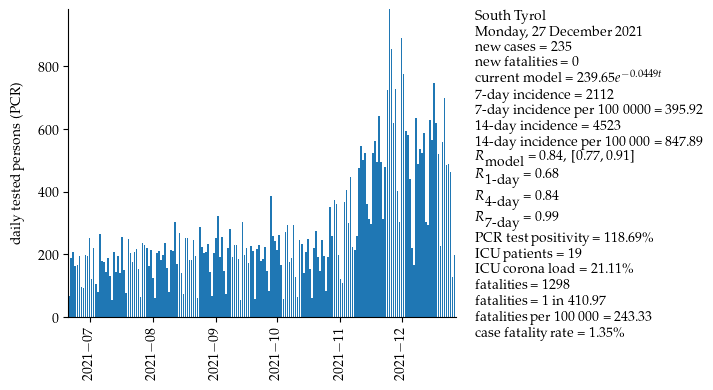 South Tyrol
Monday, 27 December 2021
new cases = 235
new fatalities = 0
current model = 239.65e^{−0.0449t}
7-day incidence = 2112
7-day incidence per 100 0000 = 395.92
14-day incidence = 4523
14-day incidence per 100 000 = 847.89
R_model = 0.84, [0.77, 0.91]
R_1-day = 0.68
R_4-day = 0.84
R_7-day = 0.99
PCR test positivity = 118.69%
ICU patients = 19
ICU corona load = 21.11%
fatalities = 1298
fatalities = 1 in 410.97
fatalities per 100 000 = 243.33
case fatality rate = 1.35%
daily tested persons (PCR)
800
600
400
200
0
2021−07
2021−08
2021−09
2021−10
2021−11
2021−12